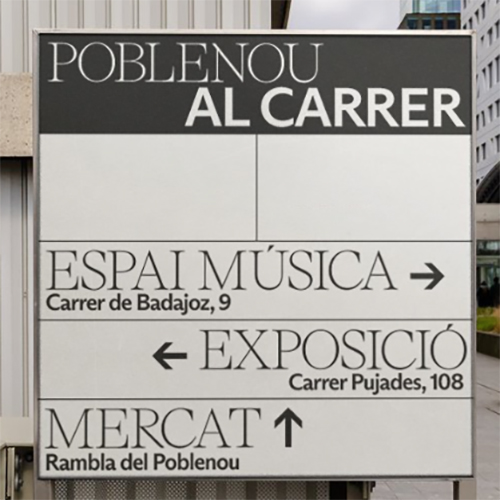 POBLENOU
AL CARRER
ESPAI MÚSICA →
Carrer de Badajoz, 9
← EXPOSICIÓ
Carrer Pujades, 108
MERCAT ↑
Rambla del Poblenou